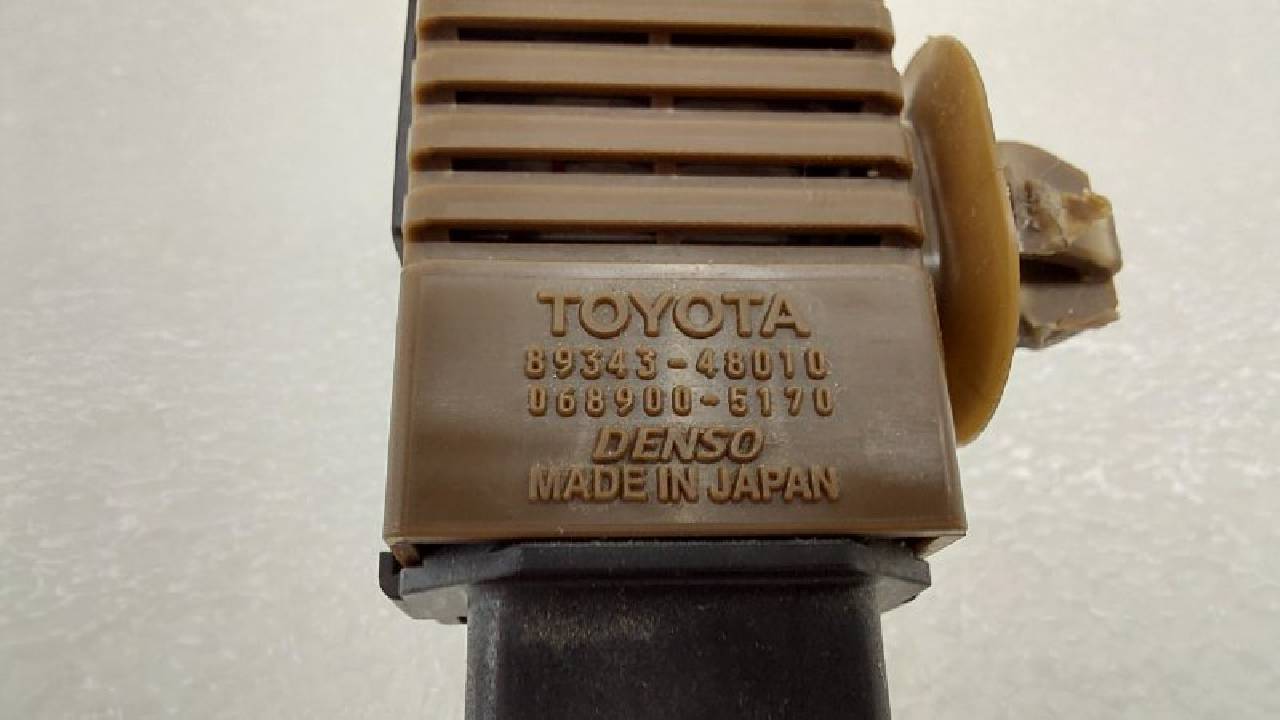 TOYOTA
89343-48010
068900-5170
DENSO
MADE IN JAPAN